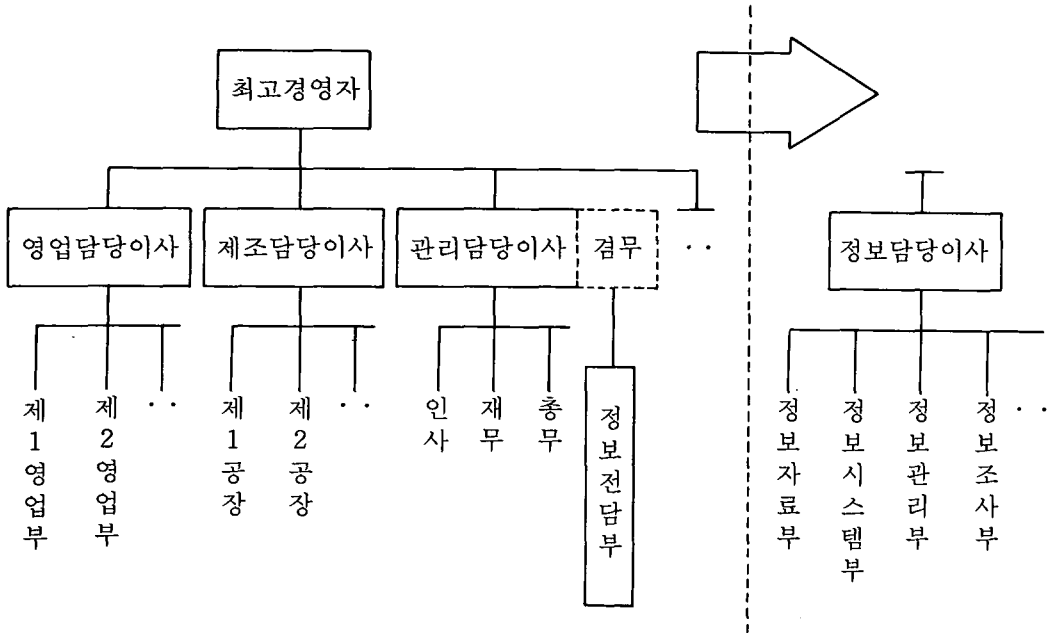 최고경영자
영업담당이사
제조담당이사
관리담당이사
겸무
··
정보담당이사
제1영업부
제2영업부
··
제1공장
제2공장
··
인사
재무
총무
정보전담부
정보자료부
정보시스템부
정보관리부
정보조사부
··